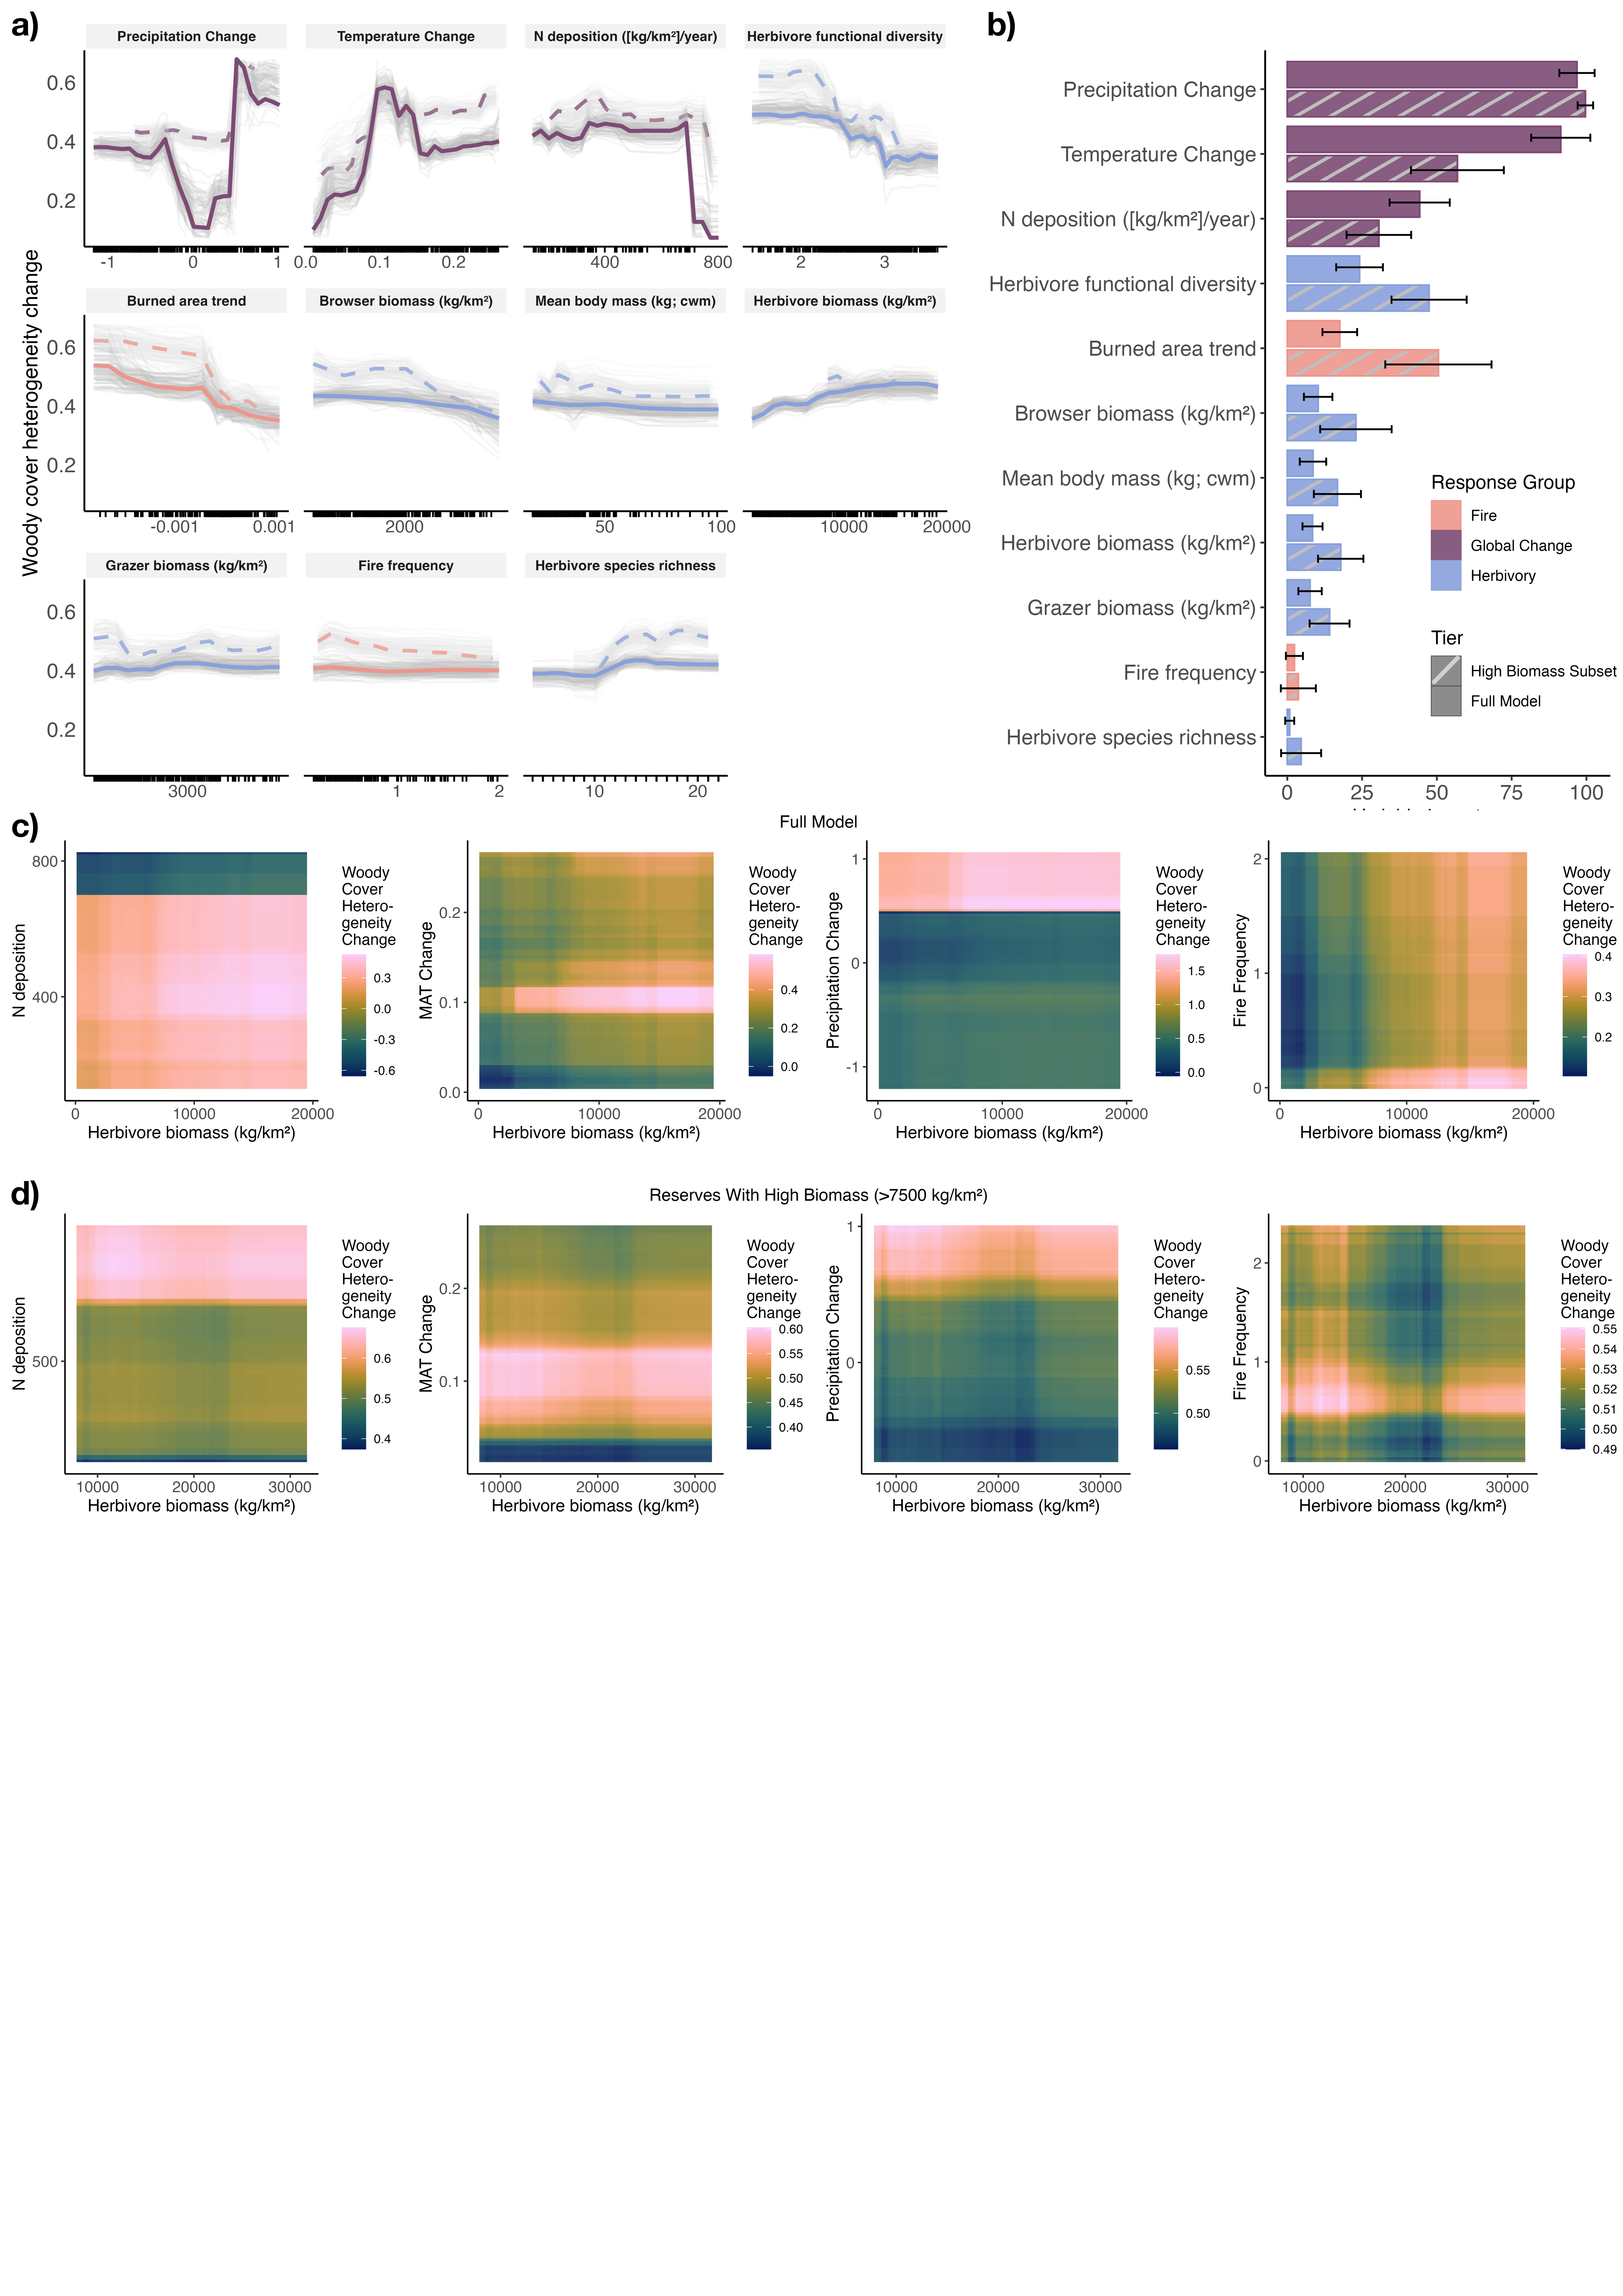 a)
Precipitation Change
Temperature Change
N deposition ([kg/km²]/year)
Herbivore functional diversity
0.6
0.4
0.2
-1
0
1
0.0
0.1
0.2
400
800
2
3
Woody cover heterogeneity change
Burned area trend
Browser biomass (kg/km²)
Mean body mass (kg; cwm)
Herbivore biomass (kg/km²)
0.6
0.4
0.2
-0.001
0.001
2000
50
100
10000
20000
Grazer biomass (kg/km²)
Fire frequency
Herbivore species richness
0.6
0.4
0.2
3000
1
2
10
20
b)
Precipitation Change
Temperature Change
N deposition ([kg/km²]/year)
Herbivore functional diversity
Burned area trend
Browser biomass (kg/km²)
Mean body mass (kg; cwm)
Herbivore biomass (kg/km²)
Grazer biomass (kg/km²)
Fire frequency
Herbivore species richness
0
25
50
75
100
Response Group
Fire
Global Change
Herbivory
Tier
High Biomass Subset
Full Model
c)
Full Model
N deposition
800
400
0
10000
20000
Herbivore biomass (kg/km²)
Woody
Cover
Hetero-
geneity
Change
0.3
0.0
-0.3
-0.6
MAT Change
0.2
0.1
0.0
0
10000
20000
Herbivore biomass (kg/km²)
Woody
Cover
Hetero-
geneity
Change
0.4
0.2
0.0
Precipitation Change
1
0
-1
0
10000
20000
Herbivore biomass (kg/km²)
Woody
Cover
Hetero-
geneity
Change
1.5
1.0
0.5
0.0
Fire Frequency
2
1
0
0
10000
20000
Herbivore biomass (kg/km²)
Woody
Cover
Hetero-
geneity
Change
0.4
0.3
0.2
d)
Reserves With High Biomass (>7500 kg/km²)
N deposition
500
10000
20000
30000
Herbivore biomass (kg/km²)
Woody
Cover
Hetero-
geneity
Change
0.6
0.5
0.4
MAT Change
0.2
0.1
10000
20000
30000
Herbivore biomass (kg/km²)
Woody
Cover
Hetero-
geneity
Change
0.60
0.55
0.50
0.45
0.40
Precipitation Change
1
0
10000
20000
30000
Herbivore biomass (kg/km²)
Woody
Cover
Hetero-
geneity
Change
0.55
0.50
Fire Frequency
2
1
0
10000
20000
30000
Herbivore biomass (kg/km²)
Woody
Cover
Hetero-
geneity
Change
0.55
0.54
0.53
0.52
0.51
0.50
0.49